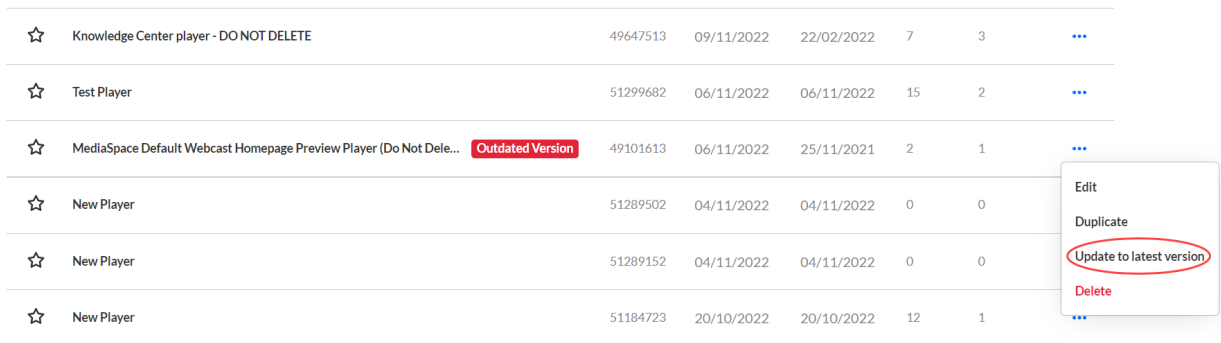 Knowledge Center player - DO NOT DELETE 49647513 09/11/2022 22/02/2022 7 3
Test Player 51299682 06/11/2022 06/11/2022 15 2
MediaSpace Default Webcast Homepage Preview Player (Do Not Dele... Outdated Version 49101613 06/11/2022 25/11/2021 2 1
New Player 51289502 04/11/2022 04/11/2022 0 0
New Player 51289152 04/11/2022 04/11/2022 0 0
New Player 51184723 20/10/2022 20/10/2022 12 1
Edit
Duplicate
Update to latest version
Delete